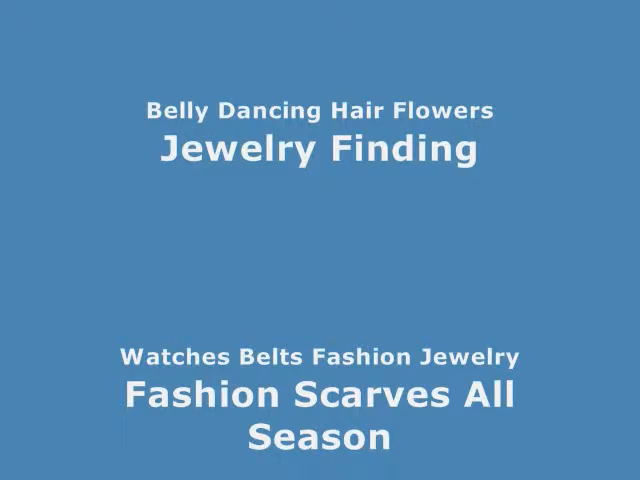 Belly Dancing Hair Flowers
Jewelry Finding
Watches Belts Fashion Jewelry
Fashion Scarves All
Season